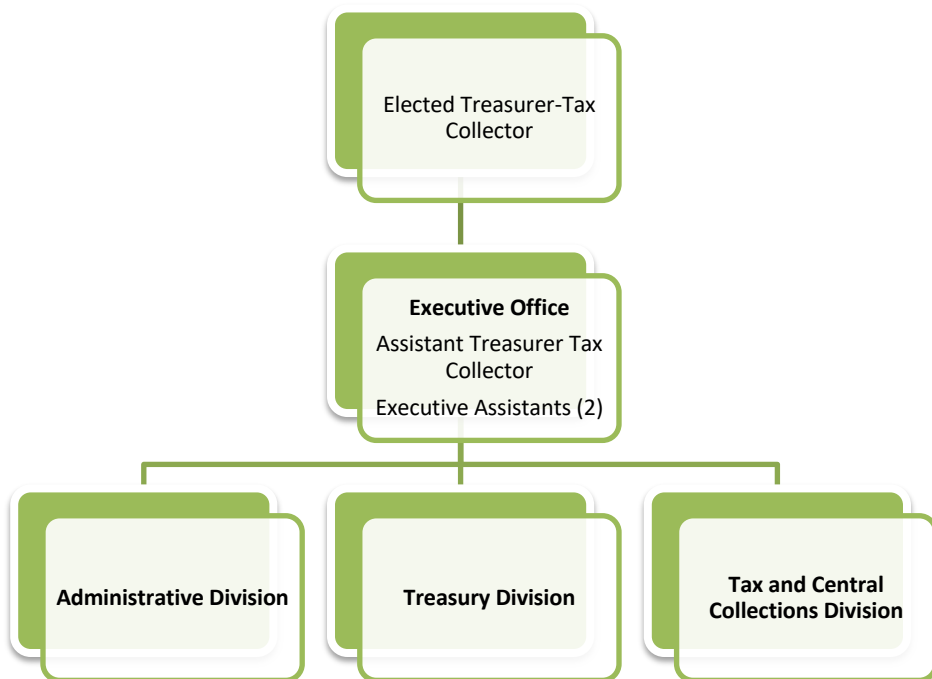 Elected Treasurer-Tax
Collector
Executive Office
Assistant Treasurer Tax
Collector
Executive Assistants (2)
Administrative Division
Treasury Division
Tax and Central
Collections Division